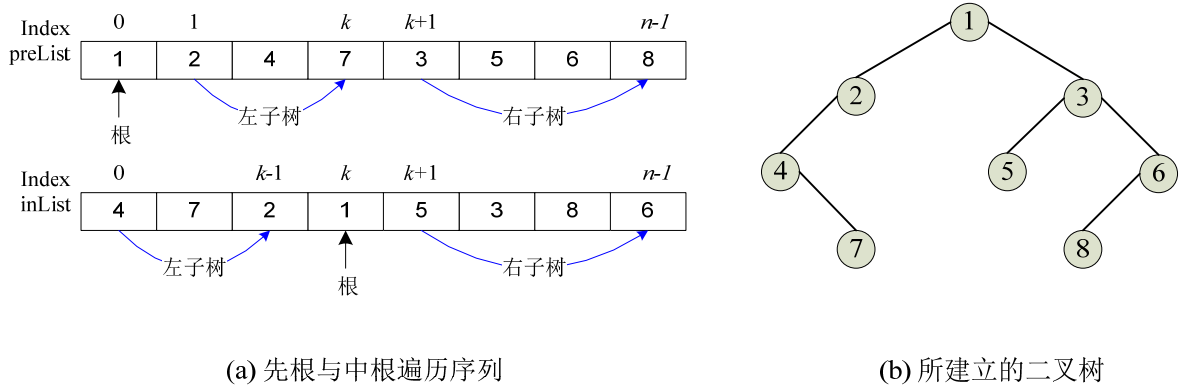 Index 0 1 k k+1 n-1
preList 1 2 4 7 3 5 6 8
左子树 右子树
根
Index 0 k-1 k k+1 n-1
inList 4 7 2 1 5 3 8 6
左子树 右子树
根
(a) 先根与中根遍历序列
1
2 3
4 5 6
7 8
(b) 所建立的二叉树